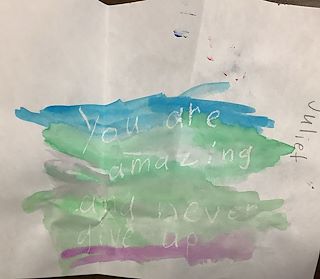 You are
amazing
and never
give up
Juliet